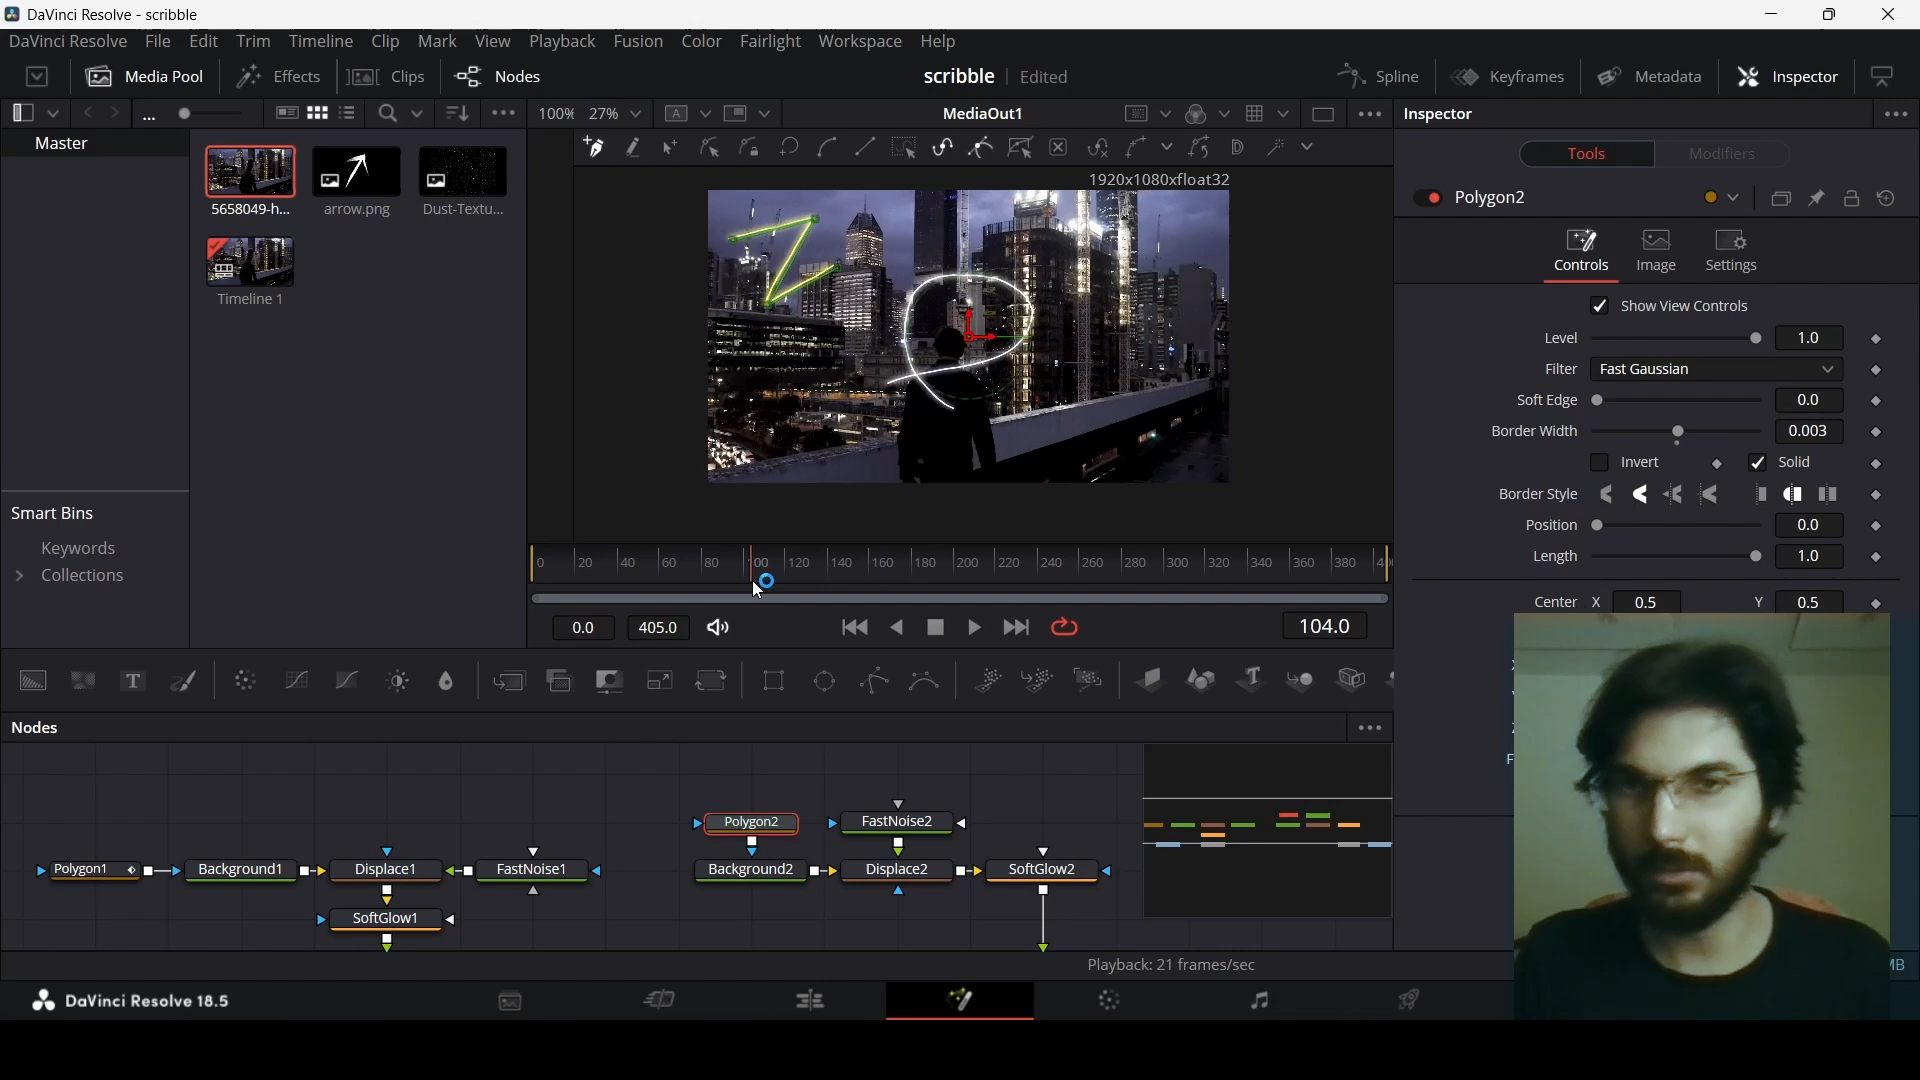 DaVinci Resolve - scribble
DaVinci Resolve File Edit Trim Timeline Clip Mark View Playback Fusion Color Fairlight Workspace Help
Media Pool Effects Clips Nodes scribble Edited Spline Keyframes Metadata Inspector
... 100% 27% A MediaOut1 Inspector
Master
1920x1080xfloat32
Tools Modifiers
5658049-h... arrow.png Dust-Textu...
Polygon2
Timeline 1
Controls Image Settings
Show View Controls
Level 1.0
Filter Fast Gaussian
Soft Edge 0.0
Border Width 0.003
Invert Solid
Border Style
Position 0.0
Length 1.0
Center X 0.5 Y 0.5
Smart Bins
Keywords
Collections
0 20 40 60 80 00 120 140 160 180 200 220 240 260 280 300 320 340 360 380
0.0 405.0 104.0
Nodes
Polygon2 FastNoise2
Polygon1 Background1 Displace1 FastNoise1 Background2 Displace2 SoftGlow2
SoftGlow1
Playback: 21 frames/sec
DaVinci Resolve 18.5